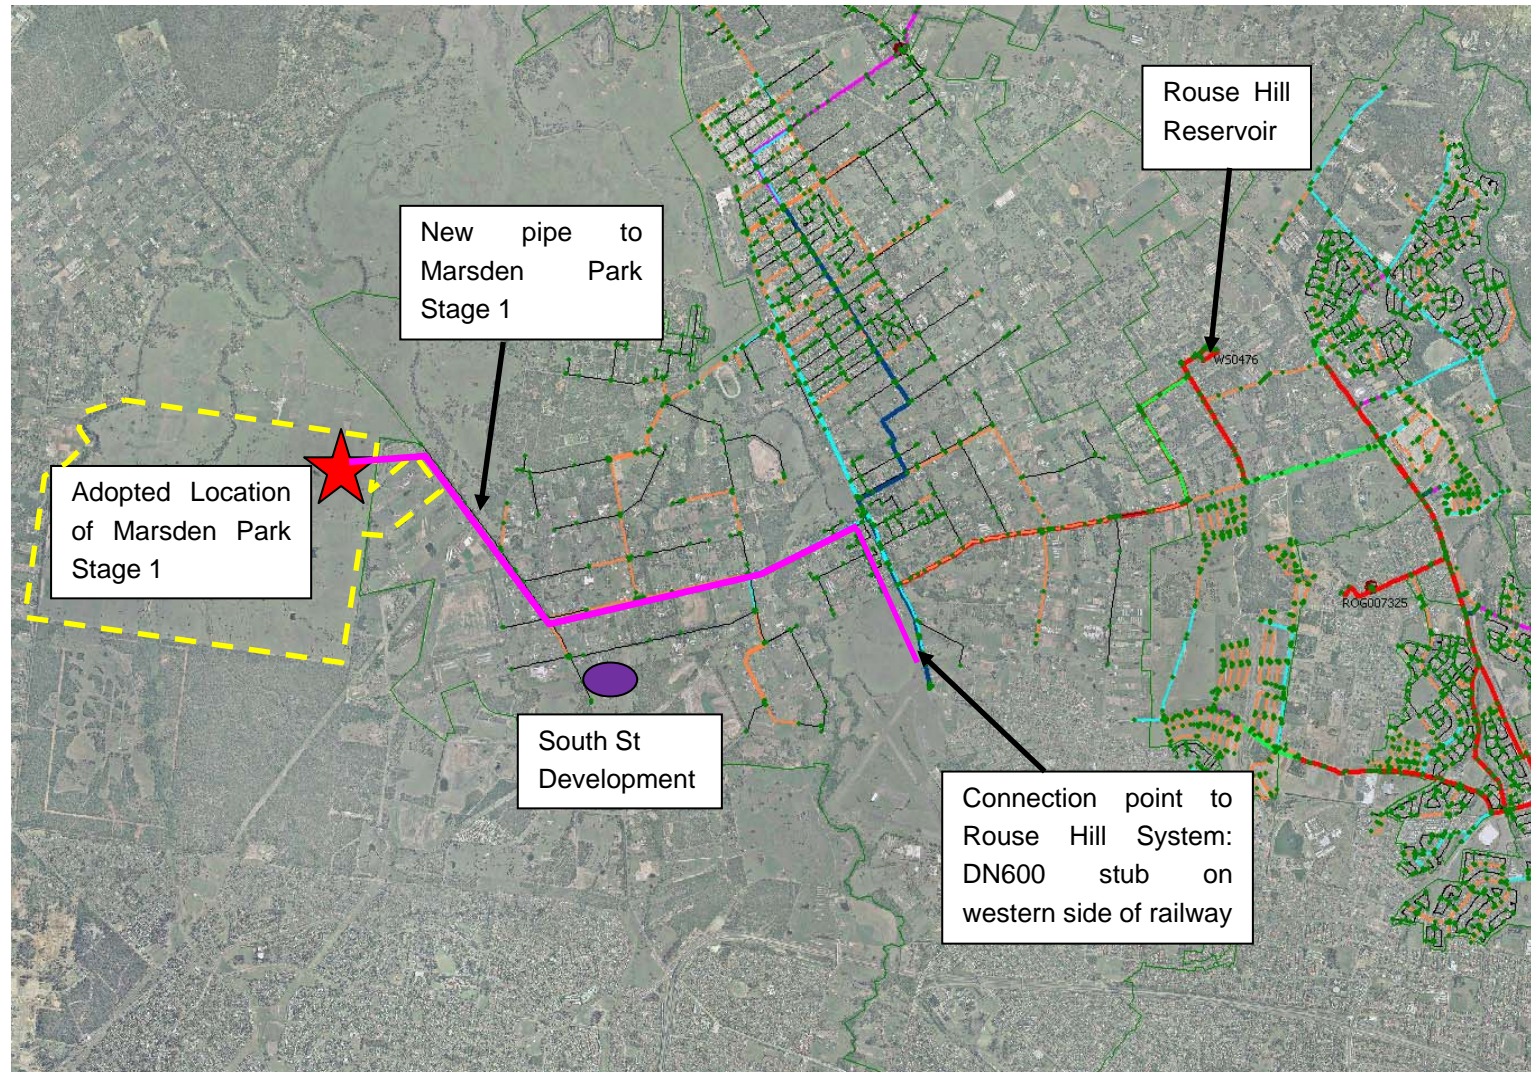 Rouse Hill
Reservoir
New pipe to
Marsden Park
Stage 1
WS0476
Adopted Location
of Marsden Park
Stage 1
ROG007325
South St
Development
Connection point to
Rouse Hill System:
DN600 stub on
western side of railway